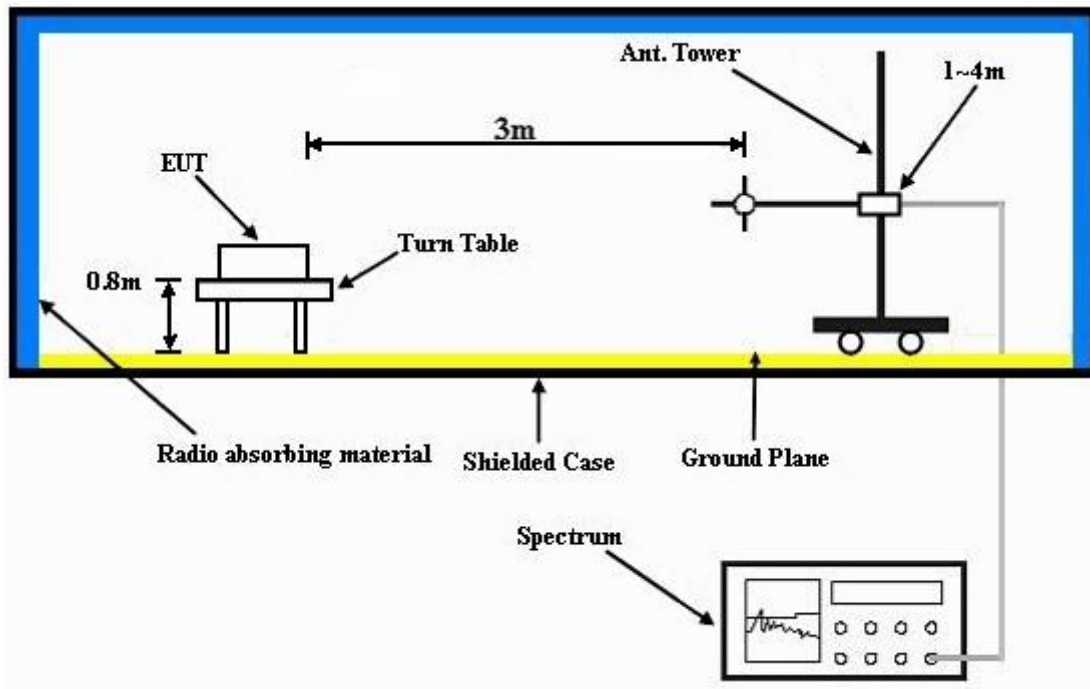 Ant. Tower
1~4m
3m
EUT
Turn Table
0.8m
Radio absorbing material
Shielded Case
Ground Plane
Spectrum